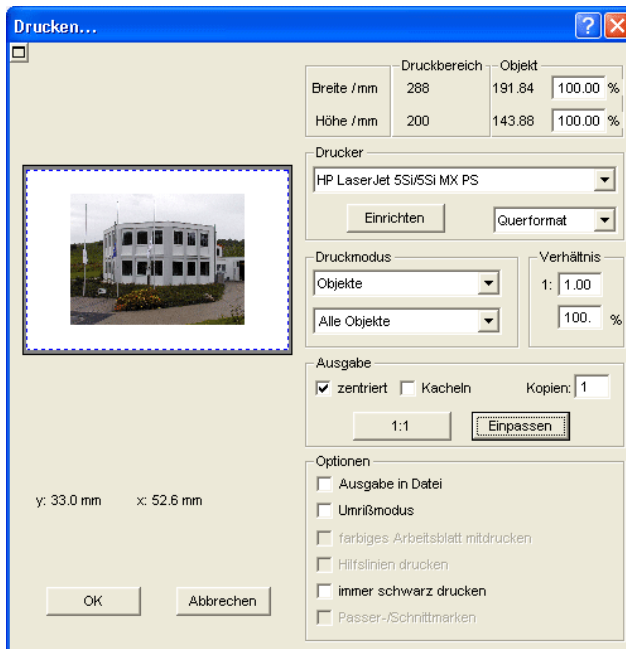 Drucken...
Druckbereich Objekt
Breite /mm 288 191.84 100.00 %
Höhe /mm 200 143.88 100.00 %
Drucker
HP LaserJet 5Si/5Si MX PS
Einrichten Querformat
Druckmodus Verhältnis
Objekte 1: 1.00
Alle Objekte 100. %
Ausgabe
zentriert Kacheln Kopien: 1
1:1 Einpassen
Optionen
Ausgabe in Datei
y: 33.0 mm x: 52.6 mm
Umrißmodus
farbiges Arbeitsblatt mitdrucken
Hilfslinien drucken
immer schwarz drucken
OK Abbrechen
Passer-/Schnittmarken